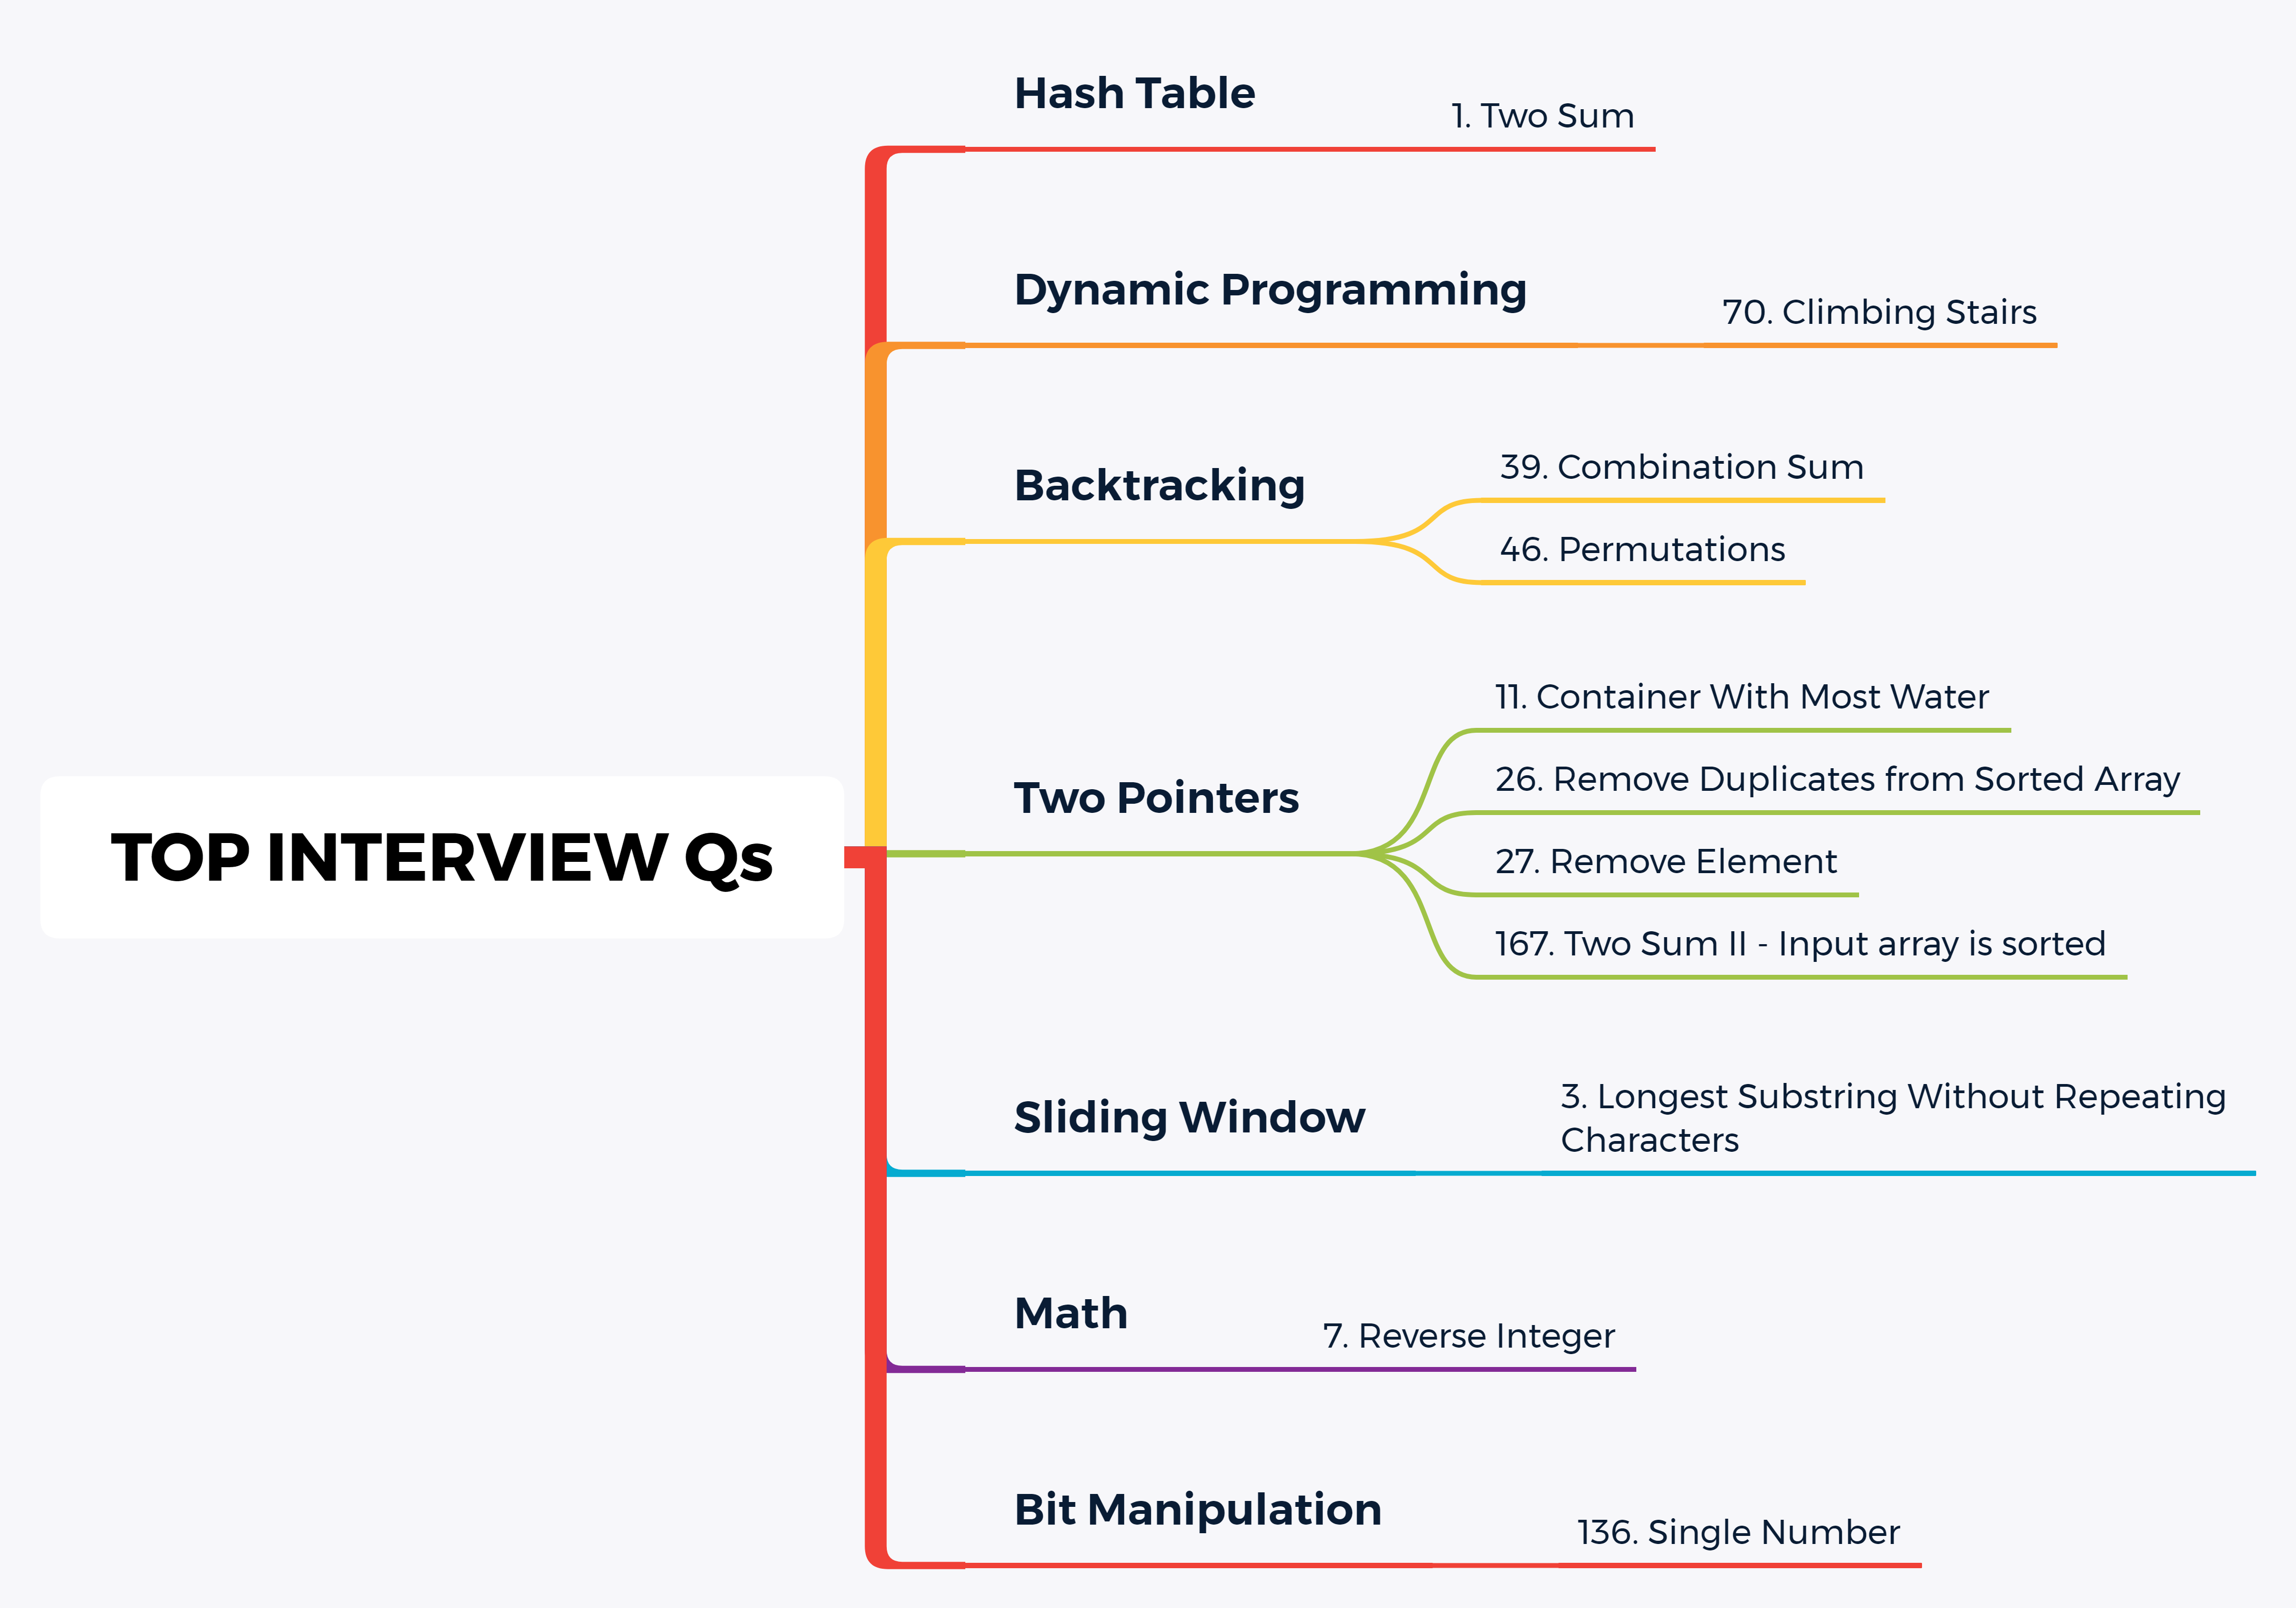 Hash Table
1. Two Sum
Dynamic Programming
70. Climbing Stairs
Backtracking
39. Combination Sum
46. Permutations
TOP INTERVIEW Qs
Two Pointers
11. Container With Most Water
26. Remove Duplicates from Sorted Array
27. Remove Element
167. Two Sum II - Input array is sorted
Sliding Window
3. Longest Substring Without Repeating
Characters
Math
7. Reverse Integer
Bit Manipulation
136. Single Number